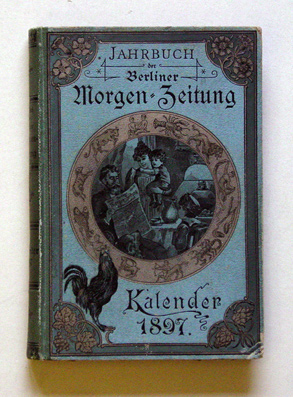 JAHRBUCH
der
Berliner
Morgen-Zeitung
Kalender
1897.